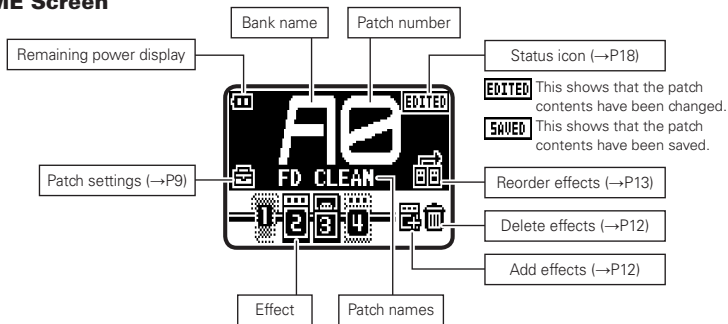 ME Screen
Bank name
Patch number
Remaining power display
Status icon (→P18)
EDITED This shows that the patch
contents have been changed.
SAVED This shows that the patch
contents have been saved.
EDITED
A0
FD CLEAN
Patch settings (→P9)
Reorder effects (→P13)
1 2 3 4
Delete effects (→P12)
Add effects (→P12)
Effect
Patch names